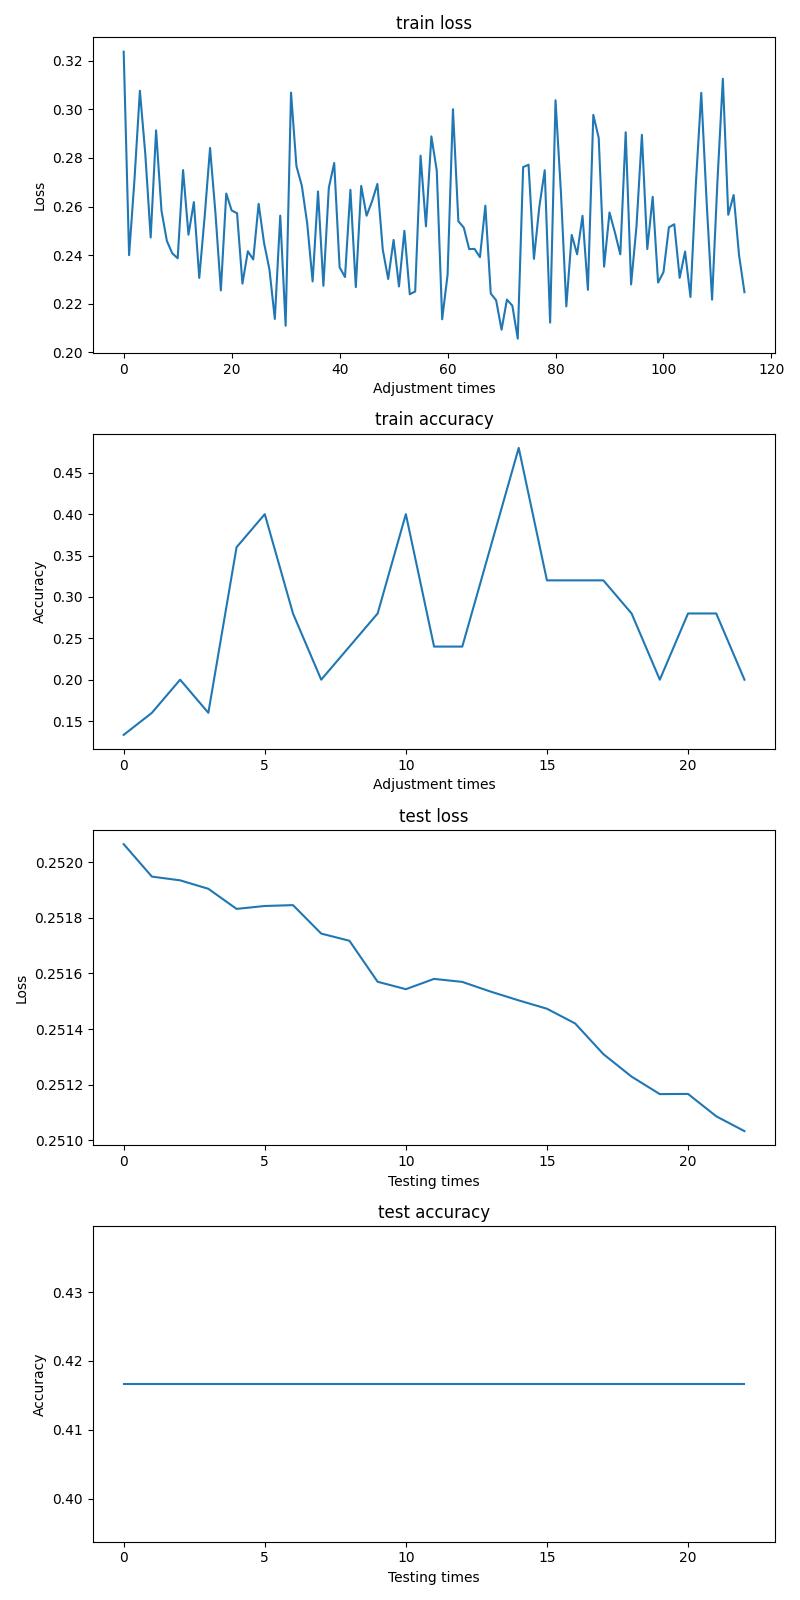 train loss
0.32
0.30
0.28
0.26
0.24
0.22
0.20
Loss
0 20 40 60 80 100 120
Adjustment times
train accuracy
0.45
0.40
0.35
0.30
0.25
0.20
0.15
Accuracy
0 5 10 15 20
Adjustment times
test loss
0.2520
0.2518
0.2516
0.2514
0.2512
0.2510
Loss
0 5 10 15 20
Testing times
test accuracy
0.43
0.42
0.41
0.40
Accuracy
0 5 10 15 20
Testing times